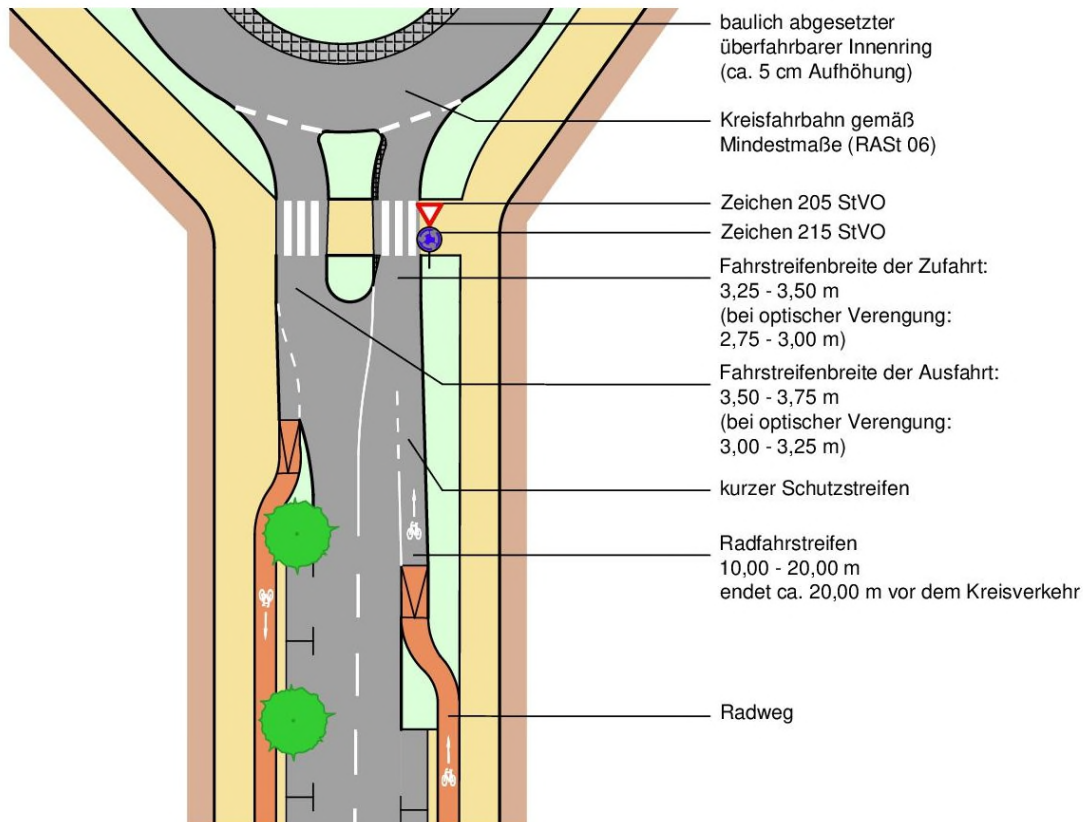 baulich abgesetzter
überfahrbarer Innenring
(ca. 5 cm Aufhöhung)
Kreisfahrbahn gemäß
Mindestmaße (RASt 06)
Zeichen 205 StVO
Zeichen 215 StVO
Fahrstreifenbreite der Zufahrt:
3,25 - 3,50 m
(bei optischer Verengung:
2,75 - 3,00 m)
Fahrstreifenbreite der Ausfahrt:
3,50 - 3,75 m
(bei optischer Verengung:
3,00 - 3,25 m)
kurzer Schutzstreifen
Radfahrstreifen
10,00 - 20,00 m
endet ca. 20,00 m vor dem Kreisverkehr
Radweg